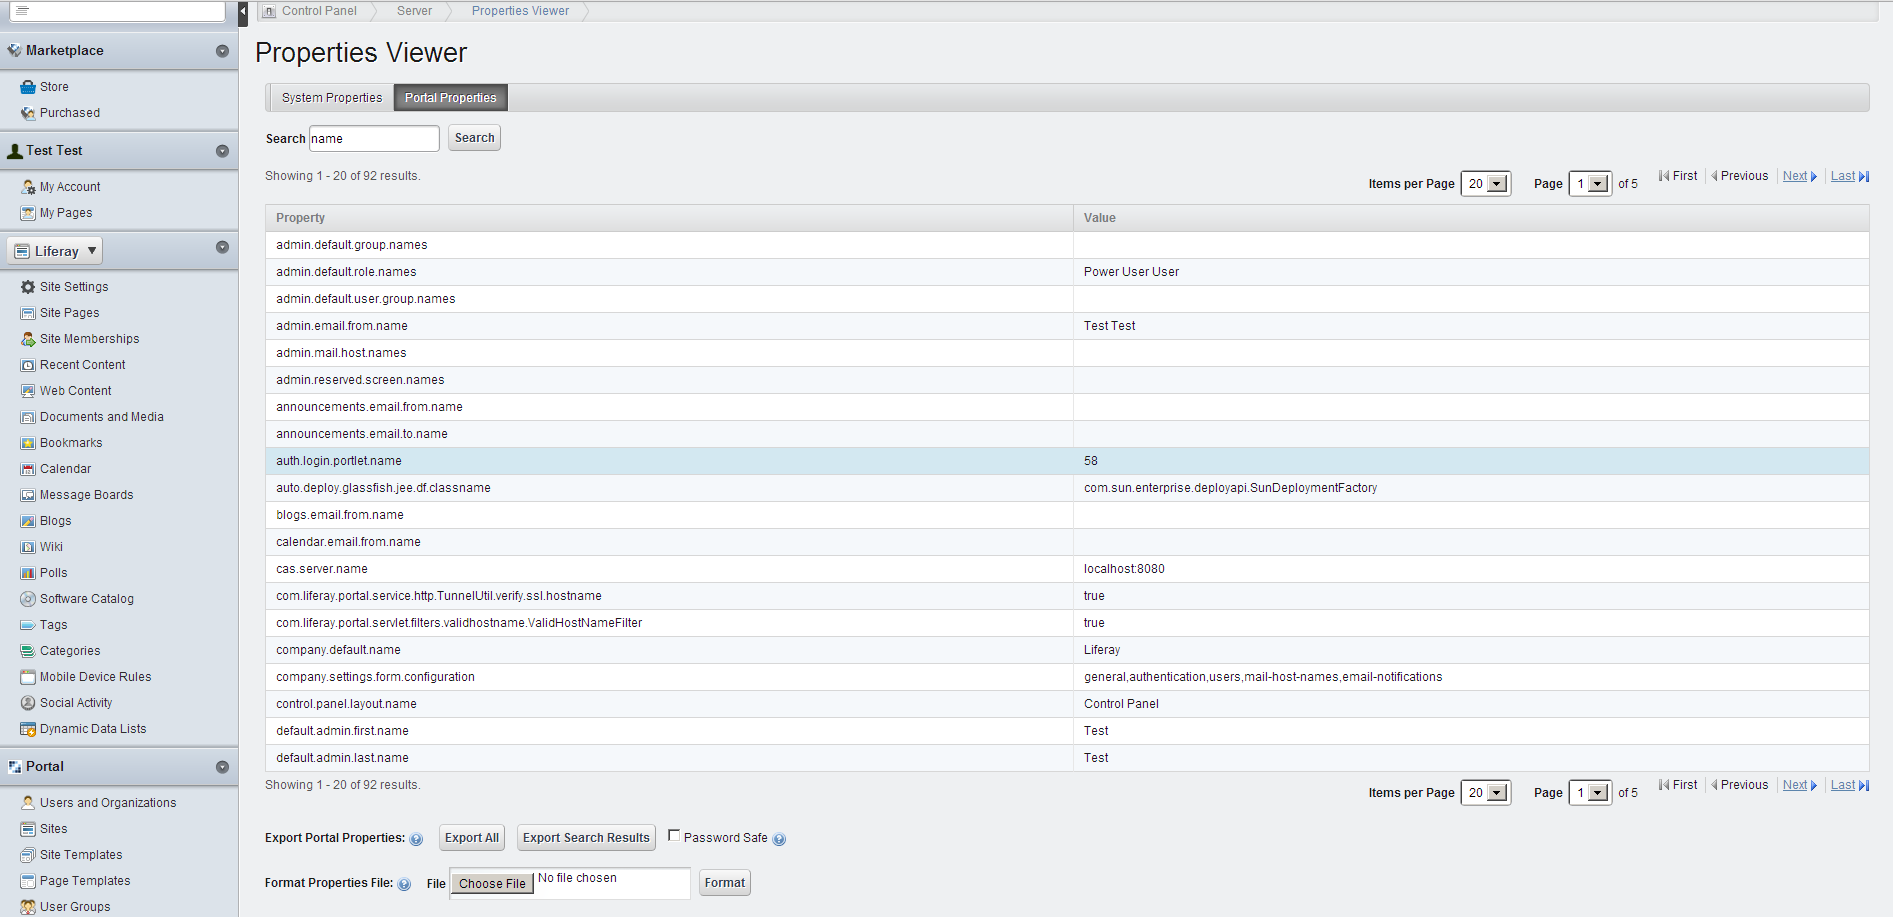 Control Panel Server Properties Viewer
Marketplace
Store
Purchased
Test Test
My Account
My Pages
Liferay
Site Settings
Site Pages
Site Memberships
Recent Content
Web Content
Documents and Media
Bookmarks
Calendar
Message Boards
Blogs
Wiki
Polls
Software Catalog
Tags
Categories
Mobile Device Rules
Social Activity
Dynamic Data Lists
Portal
Users and Organizations
Sites
Site Templates
Page Templates
User Groups
Properties Viewer
System Properties Portal Properties
Search name Search
Showing 1 - 20 of 92 results.
Items per Page 20 Page 1 of 5 First Previous Next Last
Property Value
admin.default.group.names
admin.default.role.names Power User User
admin.default.user.group.names
admin.email.from.name Test Test
admin.mail.host.names
admin.reserved.screen.names
announcements.email.from.name
announcements.email.to.name
auth.login.portlet.name 58
auto.deploy.glassfish.jee.df.classname com.sun.enterprise.deployapi.SunDeploymentFactory
blogs.email.from.name
calendar.email.from.name
cas.server.name localhost:8080
com.liferay.portal.service.http.TunnelUtil.verify.ssl.hostname true
com.liferay.portal.servlet.filters.validhostname.ValidHostNameFilter true
company.default.name Liferay
company.settings.form.configuration general,authentication,users,mail-host-names,email-notifications
control.panel.layout.name Control Panel
default.admin.first.name Test
default.admin.last.name Test
Showing 1 - 20 of 92 results.
Items per Page 20 Page 1 of 5 First Previous Next Last
Export Portal Properties: Export All Export Search Results Password Safe
Format Properties File: File Choose File No file chosen Format